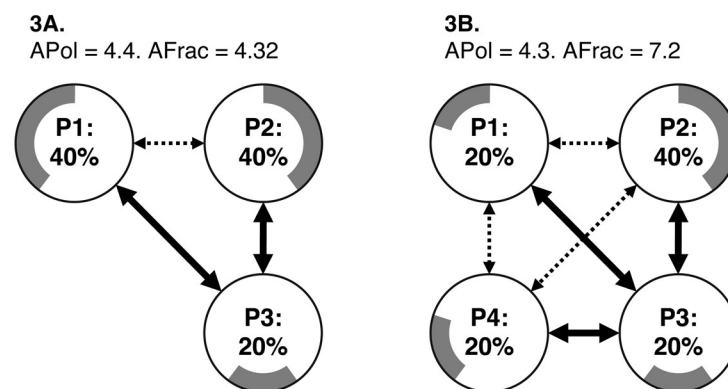 3A.
APol = 4.4. AFrac = 4.32
P1:
40%
P2:
40%
P3:
20%
3B.
APol = 4.3. AFrac = 7.2
P1:
20%
P2:
40%
P4:
20%
P3:
20%